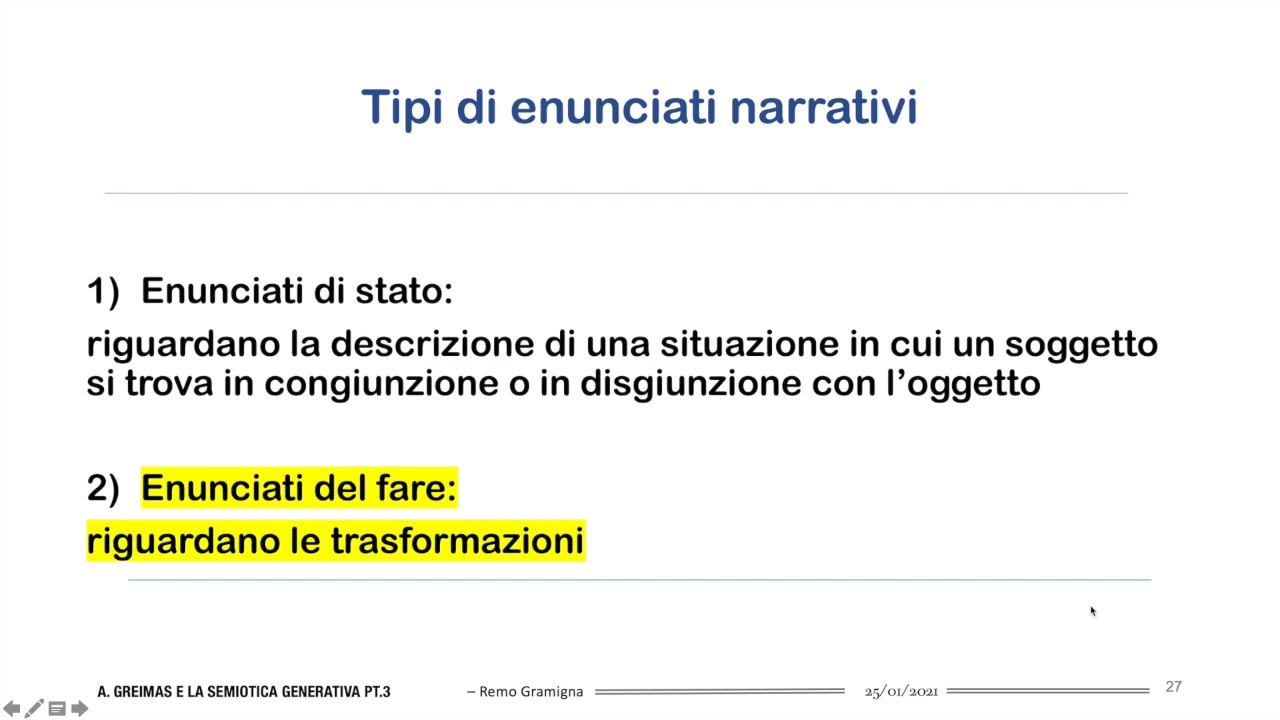 Tipi di enunciati narrativi
1) Enunciati di stato:
riguardano la descrizione di una situazione in cui un soggetto
si trova in congiunzione o in disgiunzione con l’oggetto
2) Enunciati del fare:
riguardano le trasformazioni
A. GREIMAS E LA SEMIOTICA GENERATIVA PT.3 – Remo Gramigna 25/01/2021 27